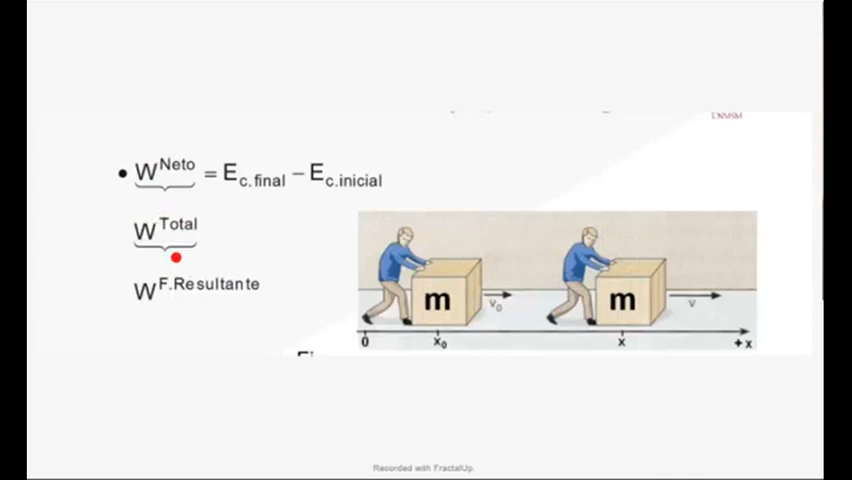 • W^Neto = E_c.final − E_c.inicial
W^Total
W^F.Resultante
m v₀ m v
0 x₀ x +x
Recorded with FractalUp.